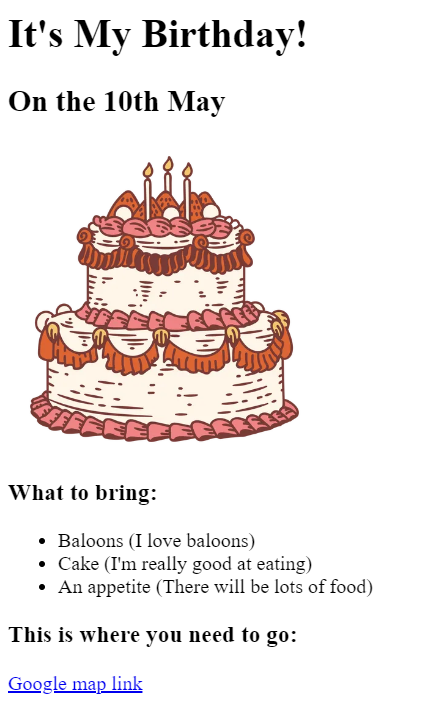 It's My Birthday!
On the 10th May
What to bring:
Baloons (I love baloons)
Cake (I'm really good at eating)
An appetite (There will be lots of food)
This is where you need to go:
Google map link